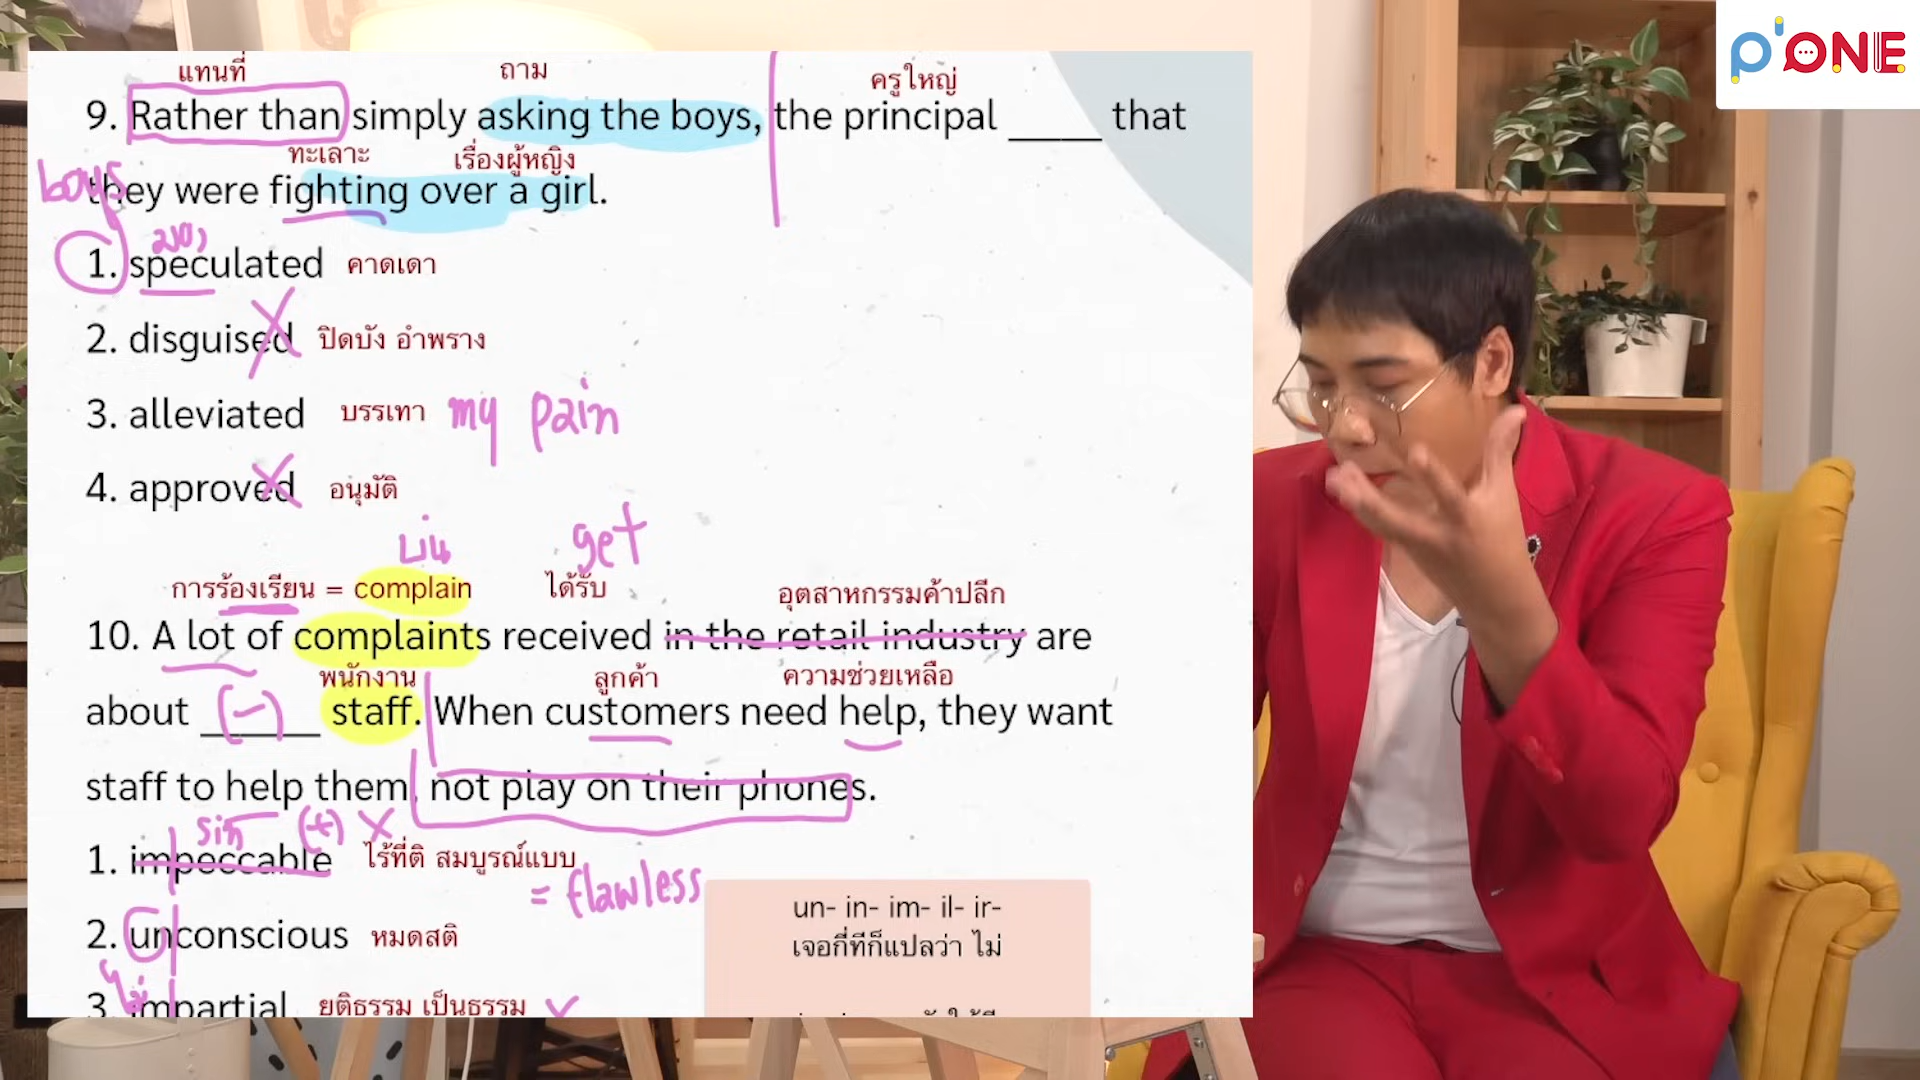 P'ONE
แทนที่ ถาม ครูใหญ่
9. Rather than simply asking the boys, the principal ____ that
ทะเลาะ เรื่องผู้หญิง
boys
they were fighting over a girl.
1. speculated คาดเดา
2. disguised ปิดบัง อำพราง
3. alleviated บรรเทา my pain
4. approved อนุมัติ
บ่น get
การร้องเรียน = complain ได้รับ อุตสาหกรรมค้าปลีก
10. A lot of complaints received in the retail industry are
พนักงาน ลูกค้า ความช่วยเหลือ
about ____ (-) staff. When customers need help, they want
staff to help them, not play on their phones.
sin (+) X
1. impeccable ไร้ที่ติ สมบูรณ์แบบ
= flawless
2. unconscious หมดสติ
ไม่
3. impartial ยุติธรรม เป็นธรรม
un- in- im- il- ir-
เจอกี่ทีก็แปลว่า ไม่